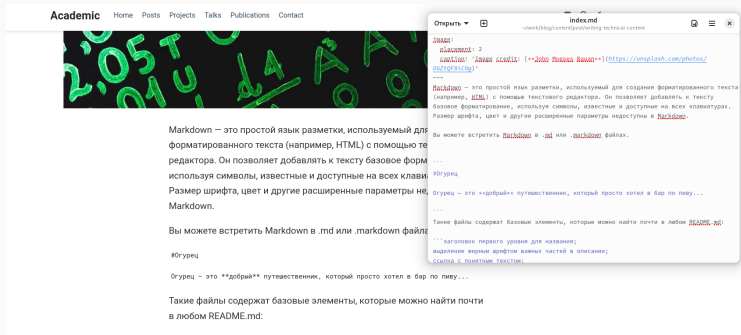 Academic
Home Posts Projects Talks Publications Contact
Открыть
index.md
~/work/blog/content/post/writing-technical-content
image:
placement: 2
caption: 'Image credit: [**John Moeses Bauan**](https://unsplash.com/photos/
OGZtQF8iC0g)'
---
Markdown — это простой язык разметки, используемый для создания форматированного текста
(например, HTML) с помощью текстового редактора. Он позволяет добавлять к тексту
базовое форматирование, используя символы, известные и доступные на всех клавиатурах.
Размер шрифта, цвет и другие расширенные параметры недоступны в Markdown.
Вы можете встретить Markdown в .md или .markdown файлах.
```
#Огурец
Огурец — это **добрый** путешественник, который просто хотел в бар по пиву...
```
Такие файлы содержат базовые элементы, которые можно найти почти в любом README.md:
```заголовок первого уровня для названия;
выделение жирным шрифтом важных частей в описании;
ссылка с понятным текстом;
Markdown — это простой язык разметки, используемый для
форматированного текста (например, HTML) с помощью те
редактора. Он позволяет добавлять к тексту базовое форм
используя символы, известные и доступные на всех клавиа
Размер шрифта, цвет и другие расширенные параметры не
Markdown.
Вы можете встретить Markdown в .md или .markdown файла
#Огурец
Огурец — это **добрый** путешественник, который просто хотел в бар по пиву...
Такие файлы содержат базовые элементы, которые можно найти почти
в любом README.md: